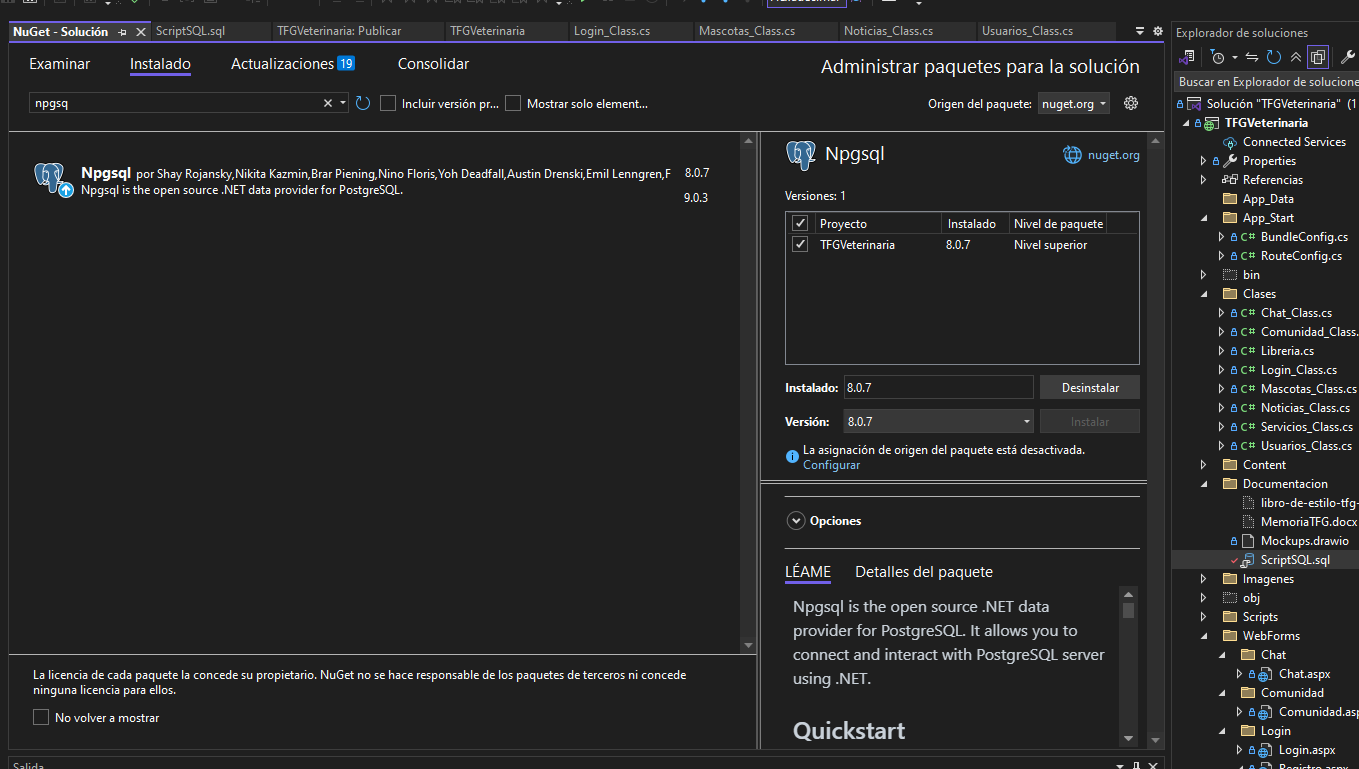 NuGet - Solución
ScriptSQL.sql
TFGVeterinaria: Publicar
TFGVeterinaria
Login_Class.cs
Mascotas_Class.cs
Noticias_Class.cs
Usuarios_Class.cs
Examinar
Instalado
Actualizaciones 19
Consolidar
Administrar paquetes para la solución
npgsq
Incluir versión pr...
Mostrar solo element...
Origen del paquete: nuget.org
Npgsql por Shay Rojansky,Nikita Kazmin,Brar Piening,Nino Floris,Yoh Deadfall,Austin Drenski,Emil Lenngren,F
8.0.7
Npgsql is the open source .NET data provider for PostgreSQL.
9.0.3
La licencia de cada paquete la concede su propietario. NuGet no se hace responsable de los paquetes de terceros ni concede
ninguna licencia para ellos.
No volver a mostrar
Npgsql
nuget.org
Versiones: 1
Proyecto Instalado Nivel de paquete
TFGVeterinaria 8.0.7 Nivel superior
Instalado: 8.0.7 Desinstalar
Versión: 8.0.7 Instalar
La asignación de origen del paquete está desactivada.
Configurar
Opciones
LÉAME
Detalles del paquete
Npgsql is the open source .NET data
provider for PostgreSQL. It allows you to
connect and interact with PostgreSQL server
using .NET.
Quickstart
Salida
Explorador de soluciones
Buscar en Explorador de solucione
Solución "TFGVeterinaria" (1
TFGVeterinaria
Connected Services
Properties
Referencias
App_Data
App_Start
C# BundleConfig.cs
C# RouteConfig.cs
bin
Clases
C# Chat_Class.cs
C# Comunidad_Class.
C# Libreria.cs
C# Login_Class.cs
C# Mascotas_Class.cs
C# Noticias_Class.cs
C# Servicios_Class.cs
C# Usuarios_Class.cs
Content
Documentacion
libro-de-estilo-tfg-
MemoriaTFG.docx
Mockups.drawio
ScriptSQL.sql
Imagenes
obj
Scripts
WebForms
Chat
Chat.aspx
Comunidad
Comunidad.asp
Login
Login.aspx
Registro.aspx